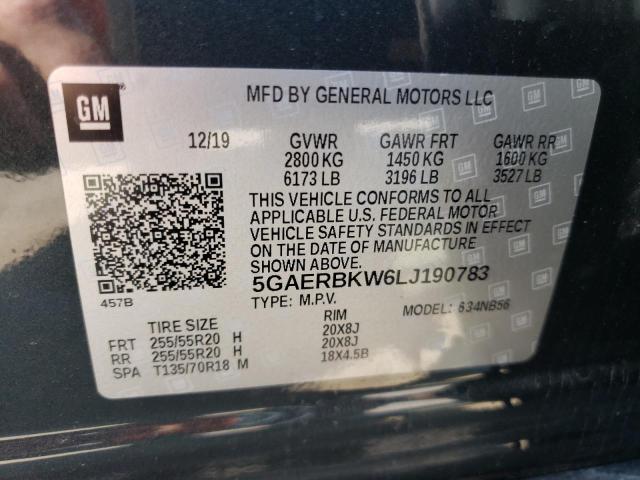 GM
MFD BY GENERAL MOTORS LLC
12/19 GVWR GAWR FRT GAWR RR
2800 KG 1450 KG 1600 KG
6173 LB 3196 LB 3527 LB
THIS VEHICLE CONFORMS TO ALL
APPLICABLE U.S. FEDERAL MOTOR
VEHICLE SAFETY STANDARDS IN EFFECT
ON THE DATE OF MANUFACTURE
SHOWN ABOVE.
457B
5GAERBKW6LJ190783
TYPE: M.P.V. MODEL: 634NB56
TIRE SIZE RIM
FRT 255/55R20 H 20X8J
RR 255/55R20 H 20X8J
SPA T135/70R18 M 18X4.5B